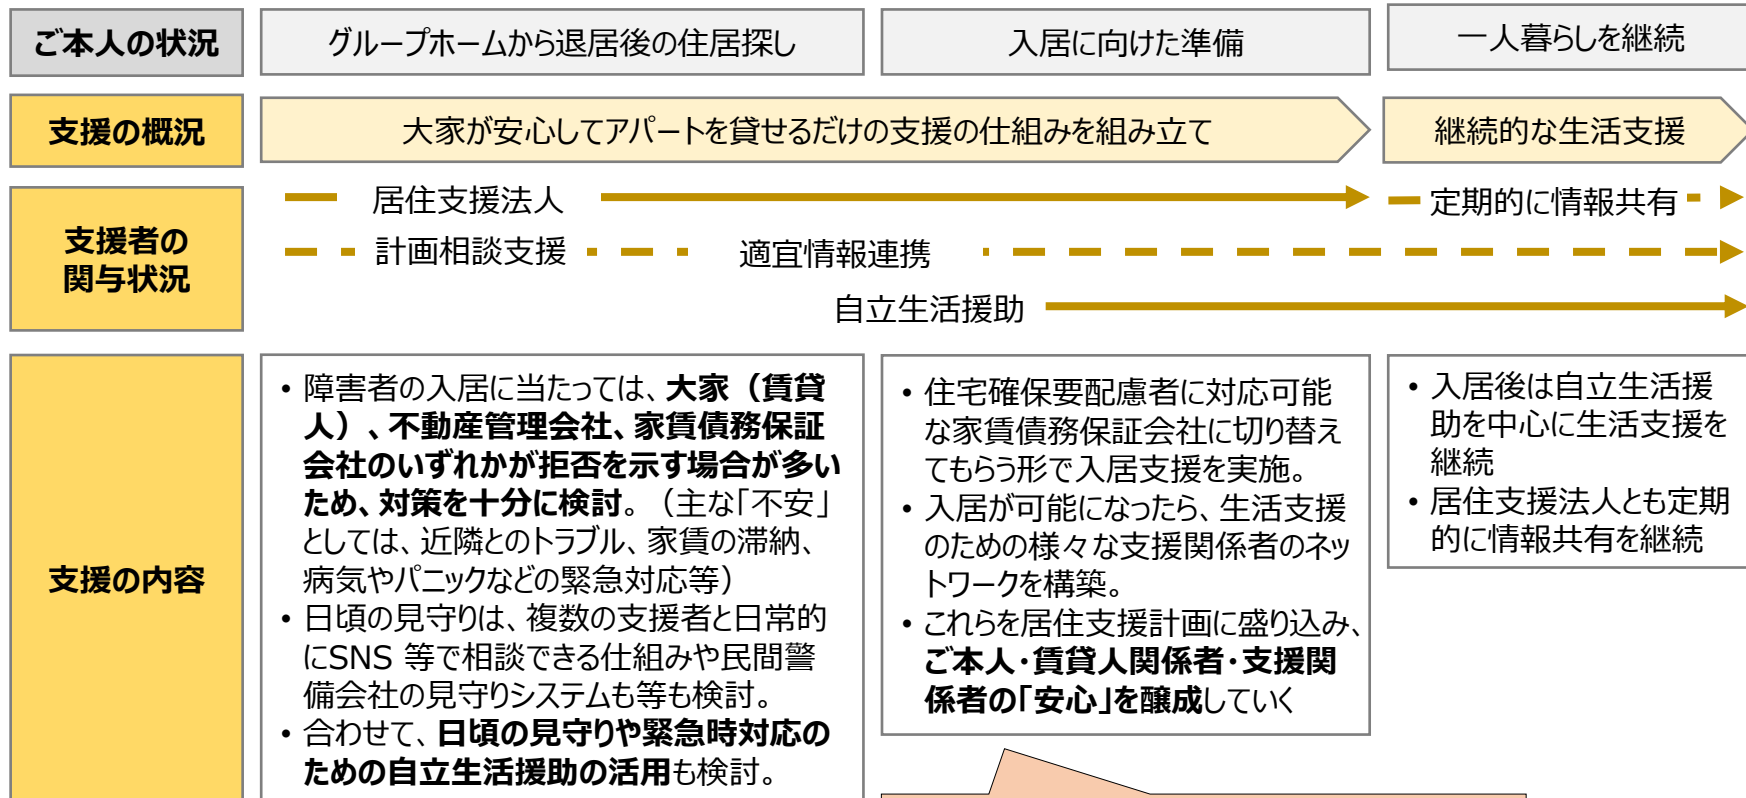 ご本人の状況
グループホームから退居後の住居探し
入居に向けた準備
一人暮らしを継続
支援の概況
大家が安心してアパートを貸せるだけの支援の仕組みを組み立て
継続的な生活支援
支援者の
関与状況
居住支援法人
定期的に情報共有
計画相談支援
適宜情報連携
自立生活援助
支援の内容
• 障害者の入居に当たっては、大家（賃貸
人）、不動産管理会社、家賃債務保証
会社のいずれかが拒否を示す場合が多い
ため、対策を十分に検討。（主な「不安」
としては、近隣とのトラブル、家賃の滞納、
病気やパニックなどの緊急対応等）
• 日頃の見守りは、複数の支援者と日常的
にSNS 等で相談できる仕組みや民間警
備会社の見守りシステムも等も検討。
• 合わせて、日頃の見守りや緊急時対応の
ための自立生活援助の活用も検討。
• 住宅確保要配慮者に対応可能
な家賃債務保証会社に切り替え
てもらう形で入居支援を実施。
• 入居が可能になったら、生活支援
のための様々な支援関係者のネッ
トワークを構築。
• これらを居住支援計画に盛り込み、
ご本人・賃貸人関係者・支援関
係者の「安心」を醸成していく
• 入居後は自立生活援
助を中心に生活支援を
継続
• 居住支援法人とも定期
的に情報共有を継続